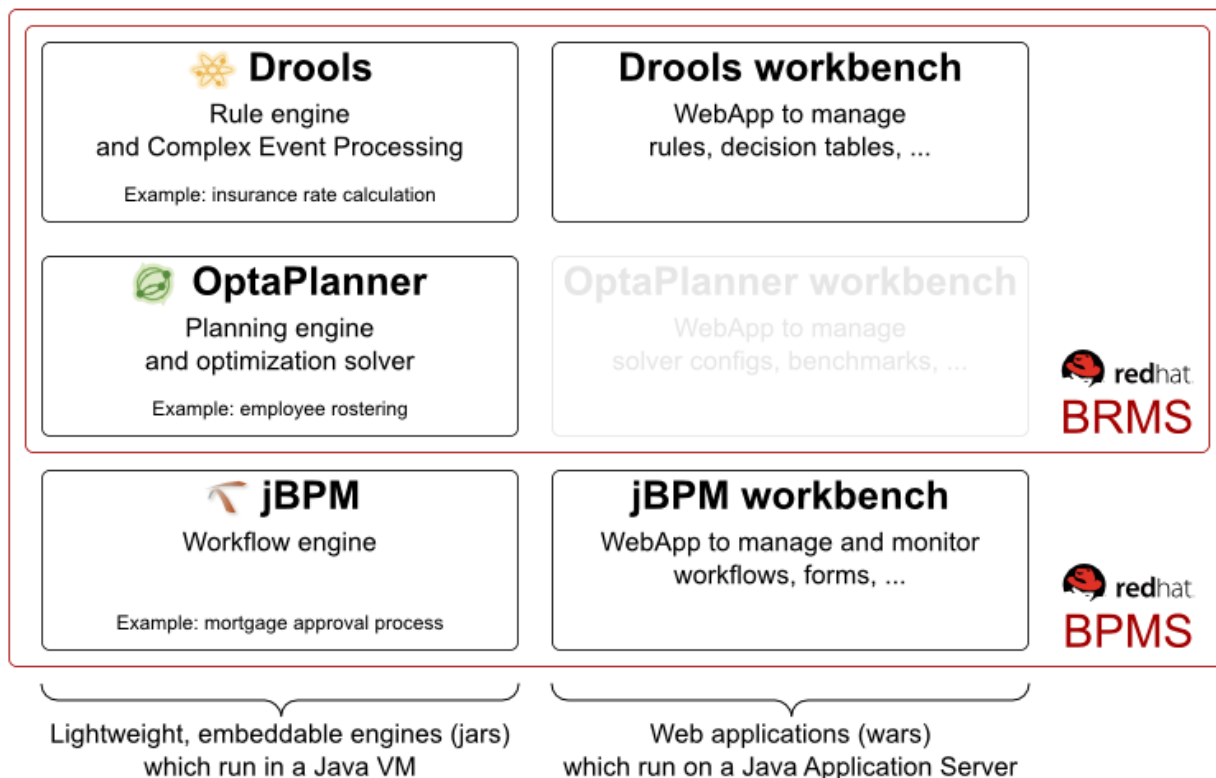 Drools
Rule engine
and Complex Event Processing
Example: insurance rate calculation
Drools workbench
WebApp to manage
rules, decision tables, ...
OptaPlanner
Planning engine
and optimization solver
Example: employee rostering
OptaPlanner workbench
WebApp to manage
solver configs, benchmarks, ...
redhat.
BRMS
jBPM
Workflow engine
Example: mortgage approval process
jBPM workbench
WebApp to manage and monitor
workflows, forms, ...
redhat.
BPMS
Lightweight, embeddable engines (jars)
which run in a Java VM
Web applications (wars)
which run on a Java Application Server